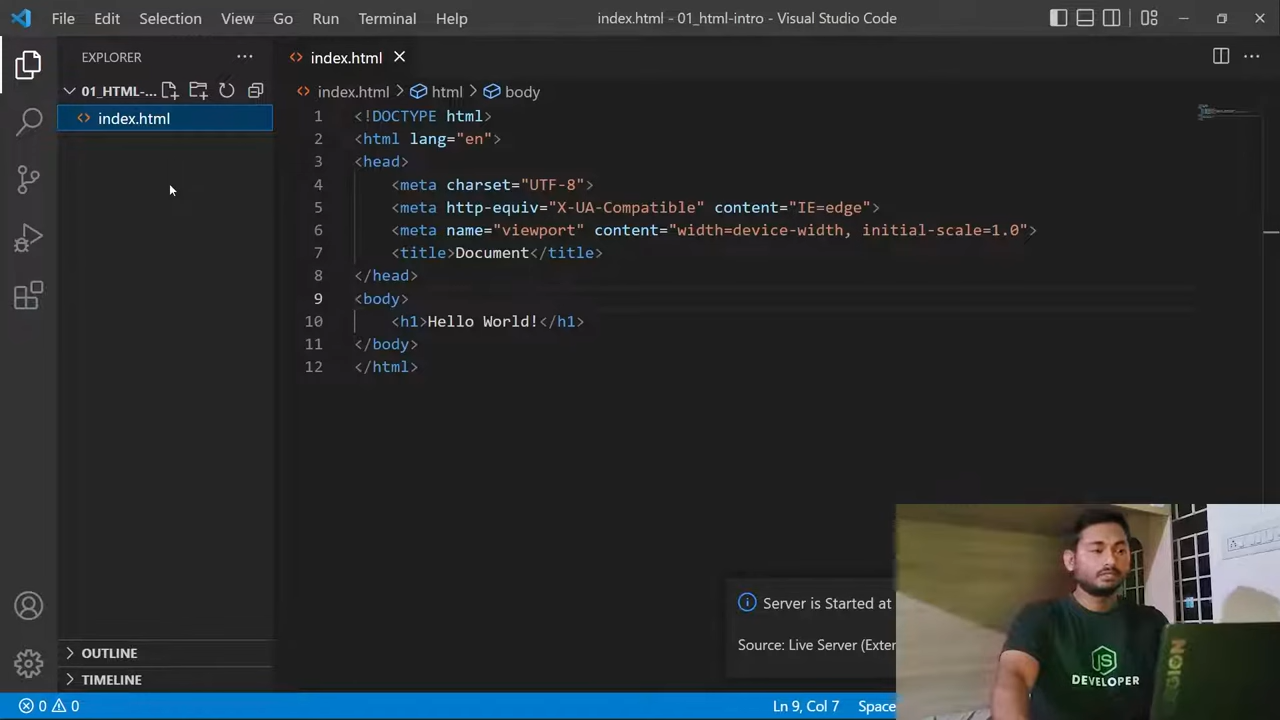 File Edit Selection View Go Run Terminal Help
index.html - 01_html-intro - Visual Studio Code
EXPLORER
index.html
01_HTML-...
index.html > html > body
index.html
1 <!DOCTYPE html>
2 <html lang="en">
3 <head>
4 <meta charset="UTF-8">
5 <meta http-equiv="X-UA-Compatible" content="IE=edge">
6 <meta name="viewport" content="width=device-width, initial-scale=1.0">
7 <title>Document</title>
8 </head>
9 <body>
10 <h1>Hello World!</h1>
11 </body>
12 </html>
Server is Started at
Source: Live Server (Exter
OUTLINE
TIMELINE
0 0
Ln 9, Col 7 Space
JS
DEVELOPER
LEGION